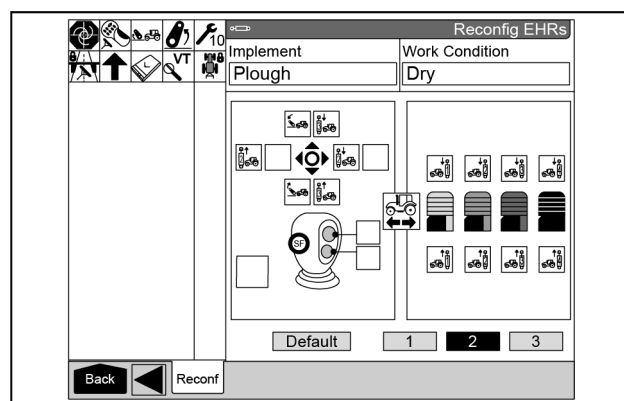 Reconfig EHRs
10
VT
Implement
Work Condition
Plough
Dry
SF
Default
1
2
3
Back
Reconf